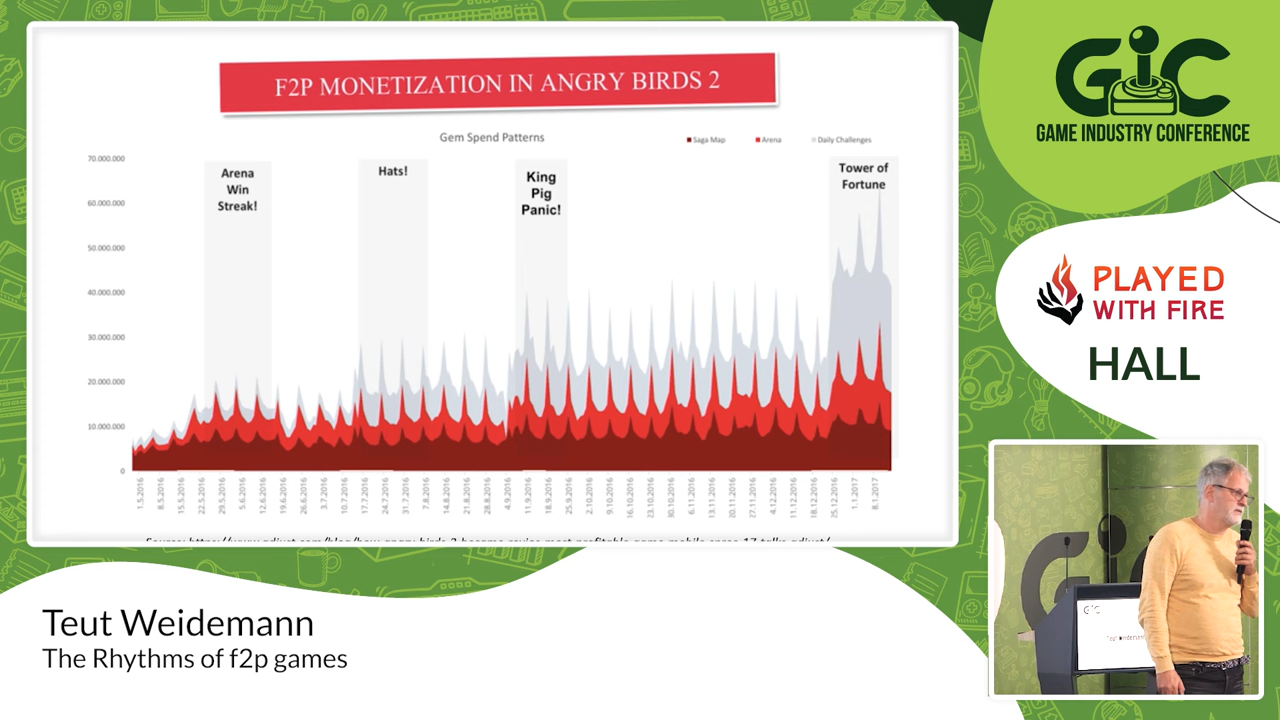 F2P MONETIZATION IN ANGRY BIRDS 2
Gem Spend Patterns
Saga Map
Arena
Daily Challenges
70.000.000
60.000.000
50.000.000
40.000.000
30.000.000
20.000.000
10.000.000
0
Arena
Win
Streak!
Hats!
King
Pig
Panic!
Tower of
Fortune
1.5.2016
8.5.2016
15.5.2016
22.5.2016
29.5.2016
5.6.2016
12.6.2016
19.6.2016
26.6.2016
3.7.2016
10.7.2016
17.7.2016
24.7.2016
31.7.2016
7.8.2016
14.8.2016
21.8.2016
28.8.2016
4.9.2016
11.9.2016
18.9.2016
25.9.2016
2.10.2016
9.10.2016
16.10.2016
23.10.2016
30.10.2016
6.11.2016
13.11.2016
20.11.2016
27.11.2016
4.12.2016
11.12.2016
18.12.2016
25.12.2016
1.1.2017
8.1.2017
GiC
GAME INDUSTRY CONFERENCE
PLAYED
WITH FIRE
HALL
GiC
Teut Weidemann
The Rhythms of f2p games